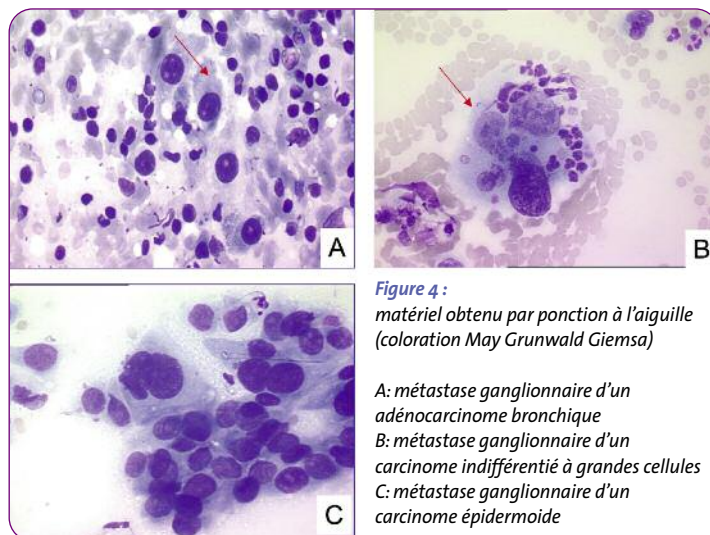 A
B
C
Figure 4 :
matériel obtenu par ponction à l'aiguille
(coloration May Grunwald Giemsa)
A: métastase ganglionnaire d'un
adénocarcinome bronchique
B: métastase ganglionnaire d'un
carcinome indifférentié à grandes cellules
C: métastase ganglionnaire d'un
carcinome épidermoide